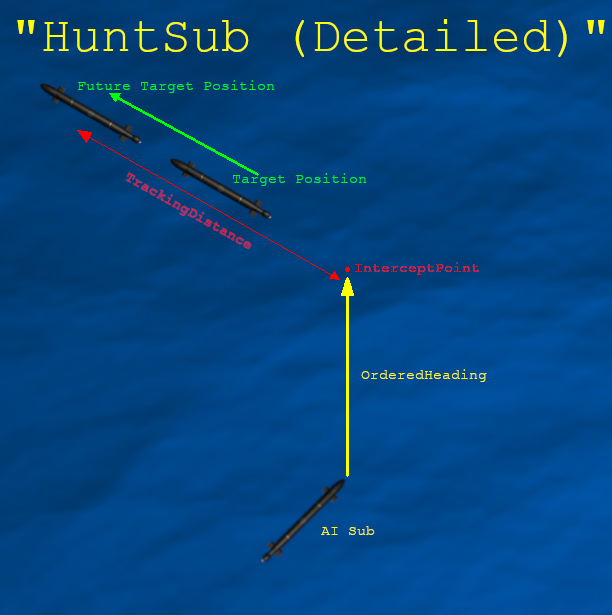 "HuntSub (Detailed)"
Future Target Position
Target Position
TrackingDistance
InterceptPoint
OrderedHeading
AI Sub